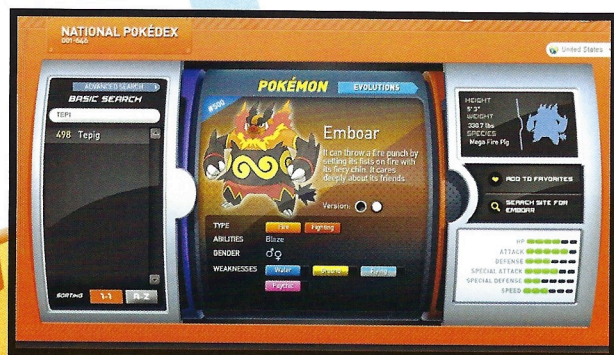 NATIONAL POKÉDEX
001-646
United States
ADVANCED SEARCH
BASIC SEARCH
TEPI
498 Tepig
SORTING 1-1 A-Z
POKÉMON EVOLUTIONS
#500
Emboar
It can throw a fire punch by
setting its fists on fire with
its fiery chin. It cares
deeply about its friends.
Version:
TYPE Fire Fighting
ABILITIES Blaze
GENDER ♂♀
WEAKNESSES Water Ground Flying
Psychic
HEIGHT
5' 3"
WEIGHT
330.7 lbs
SPECIES
Mega Fire Pig
ADD TO FAVORITES
SEARCH SITE FOR
EMBOAR
HP
ATTACK
DEFENSE
SPECIAL ATTACK
SPECIAL DEFENSE
SPEED